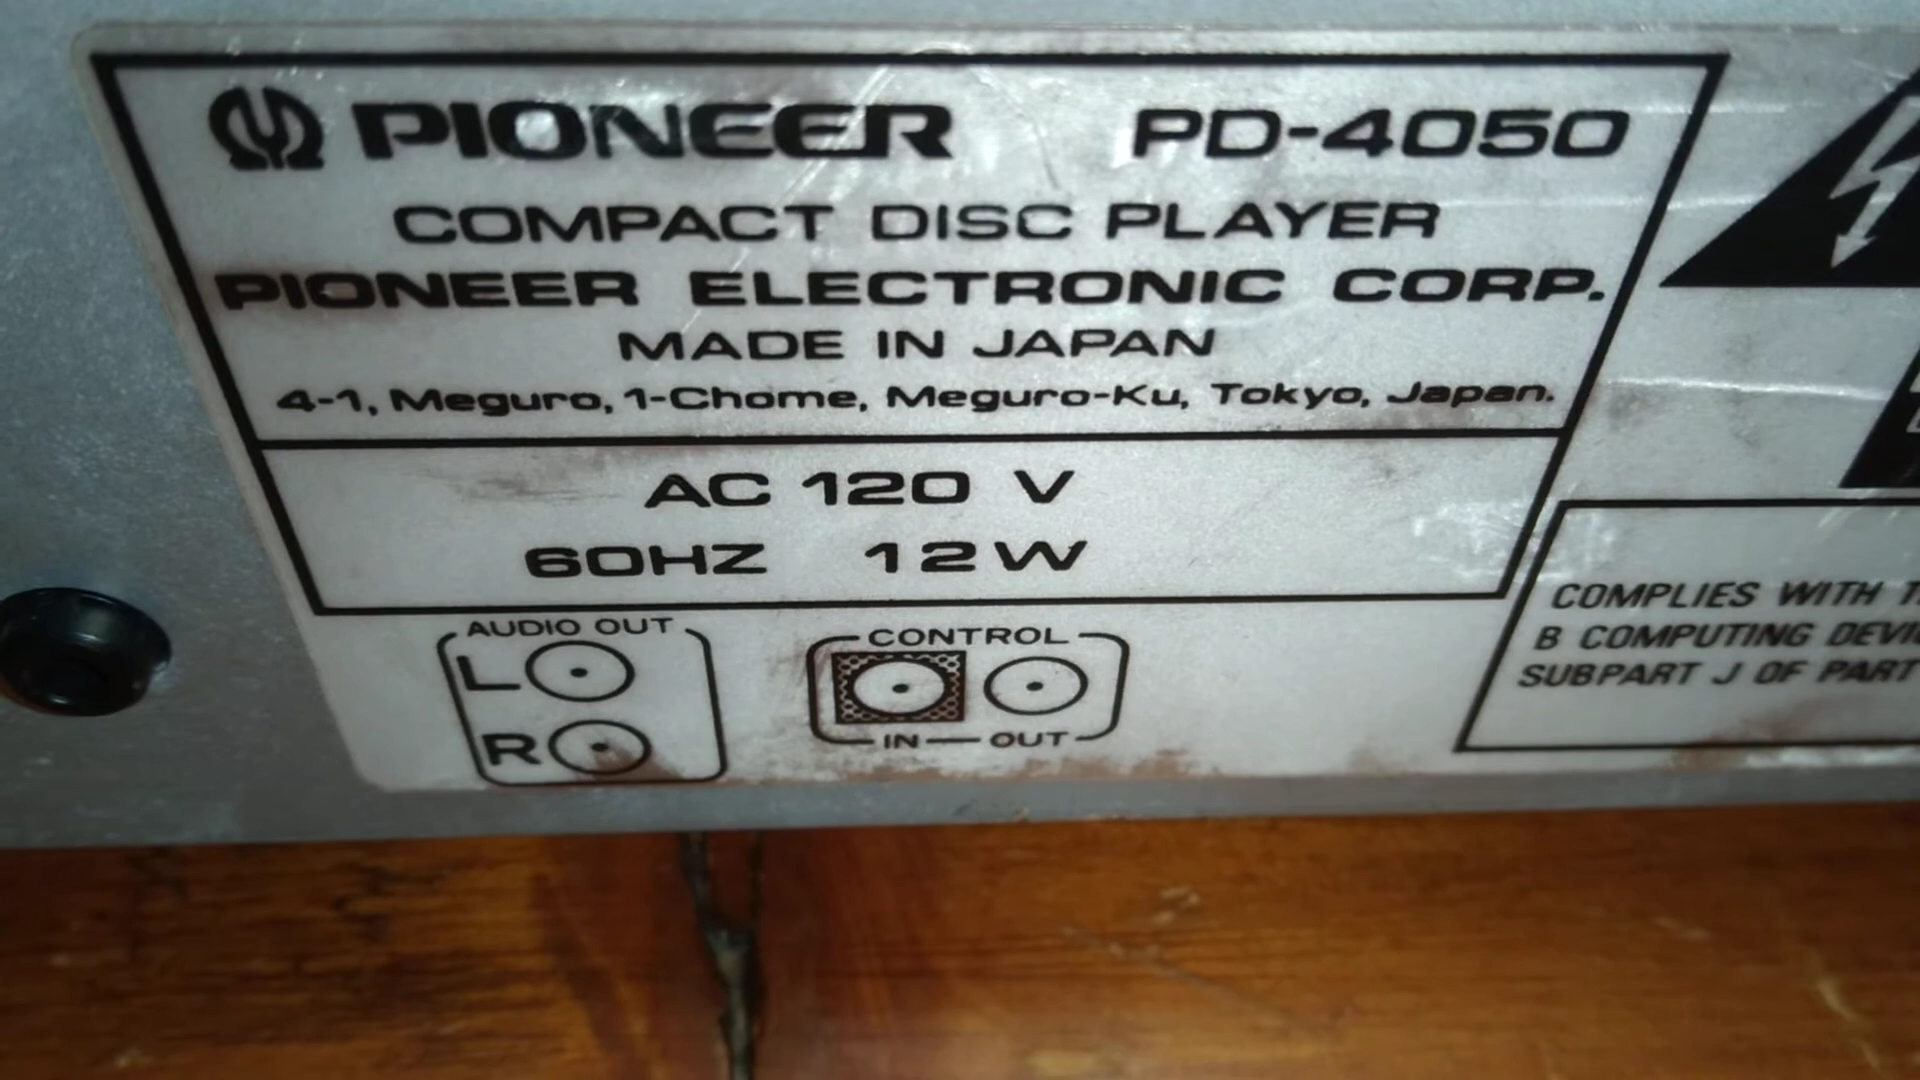 PIONEER PD-4050
COMPACT DISC PLAYER
PIONEER ELECTRONIC CORP.
MADE IN JAPAN
4-1, Meguro, 1-Chome, Meguro-Ku, Tokyo, Japan.
AC 120 V
60HZ 12W
AUDIO OUT
L
R
CONTROL
IN OUT
COMPLIES WITH
B COMPUTING
SUBPART J OF PART